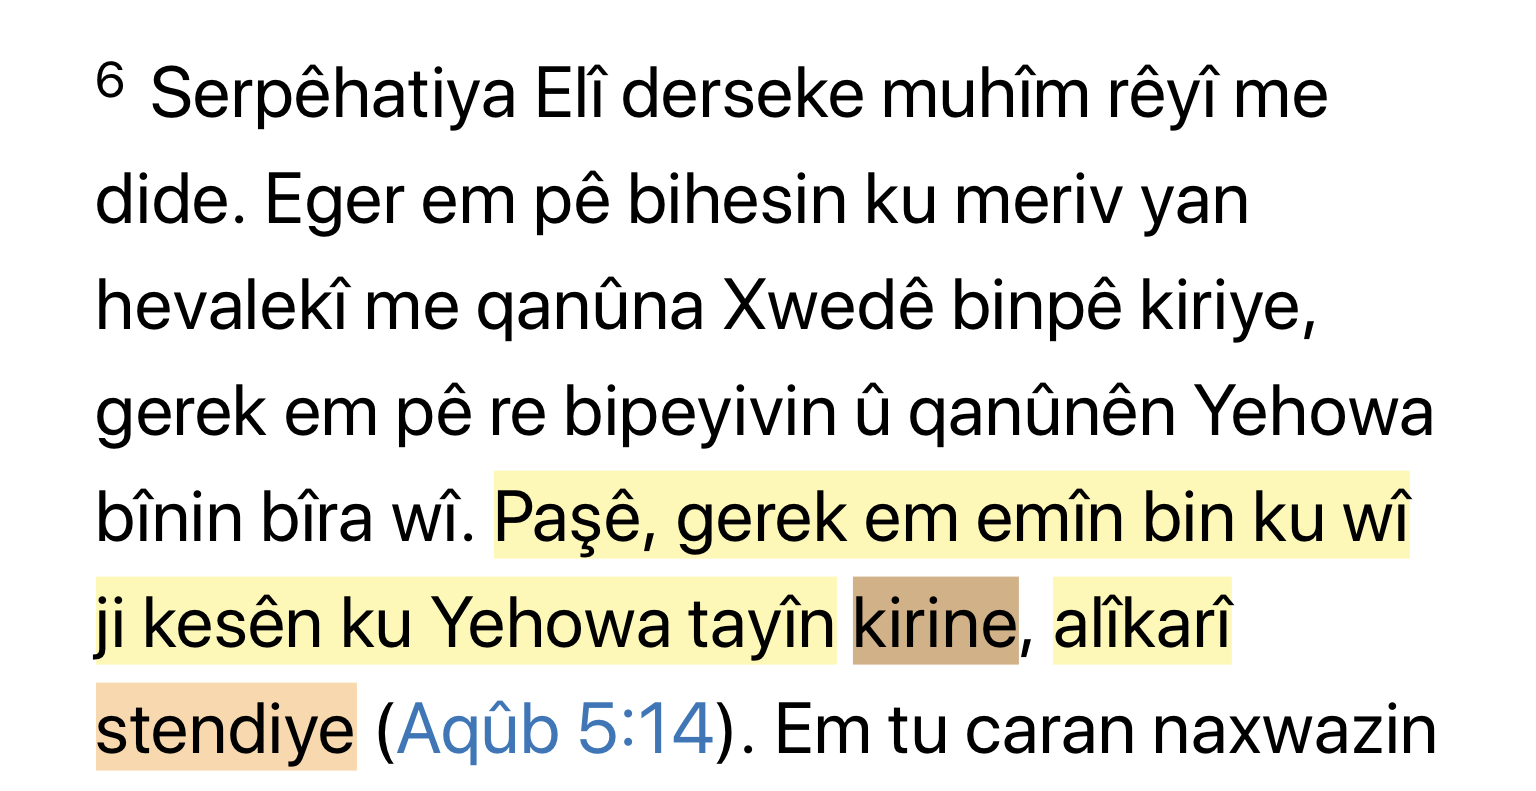 6 Serpêhatiya Elî derseke muhîm rêyî me
dide. Eger em pê bihesin ku meriv yan
hevalekî me qanûna Xwedê binpê kiriye,
gerek em pê re bipeyivin û qanûnên Yehowa
bînin bîra wî. Paşê, gerek em emîn bin ku wî
ji kesên ku Yehowa tayîn kirine, alîkarî
stendiye (Aqûb 5:14). Em tu caran naxwazin